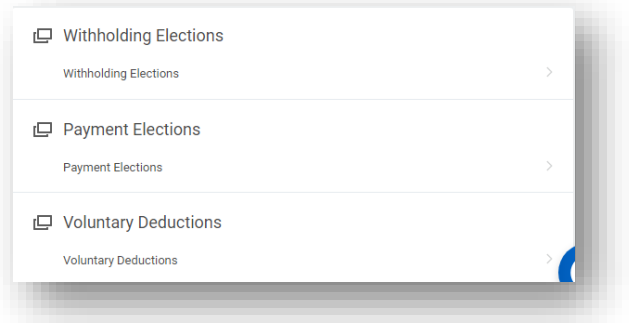 Withholding Elections
Withholding Elections
Payment Elections
Payment Elections
Voluntary Deductions
Voluntary Deductions